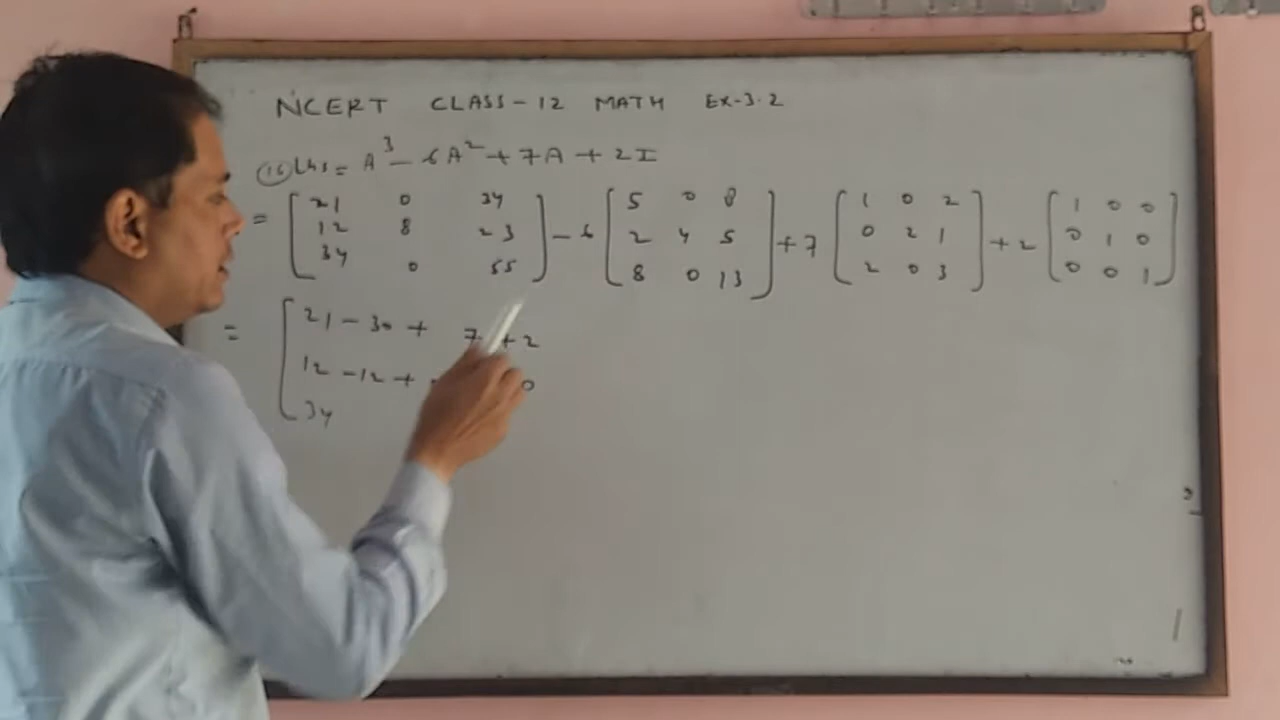 NCERT CLASS-12 MATH EX-3.2
(16) LHS = A³ - 6A² + 7A + 2I
= [21 0 34 - 6 [5 0 8 + 7 [1 0 2 + 2 [1 0 0
12 8 23] 2 4 5] 0 2 1] 0 1 0]
34 0 55 8 0 13 2 0 3 0 0 1
= [21 - 30 + 7 + 2
12 - 12 + 0
34